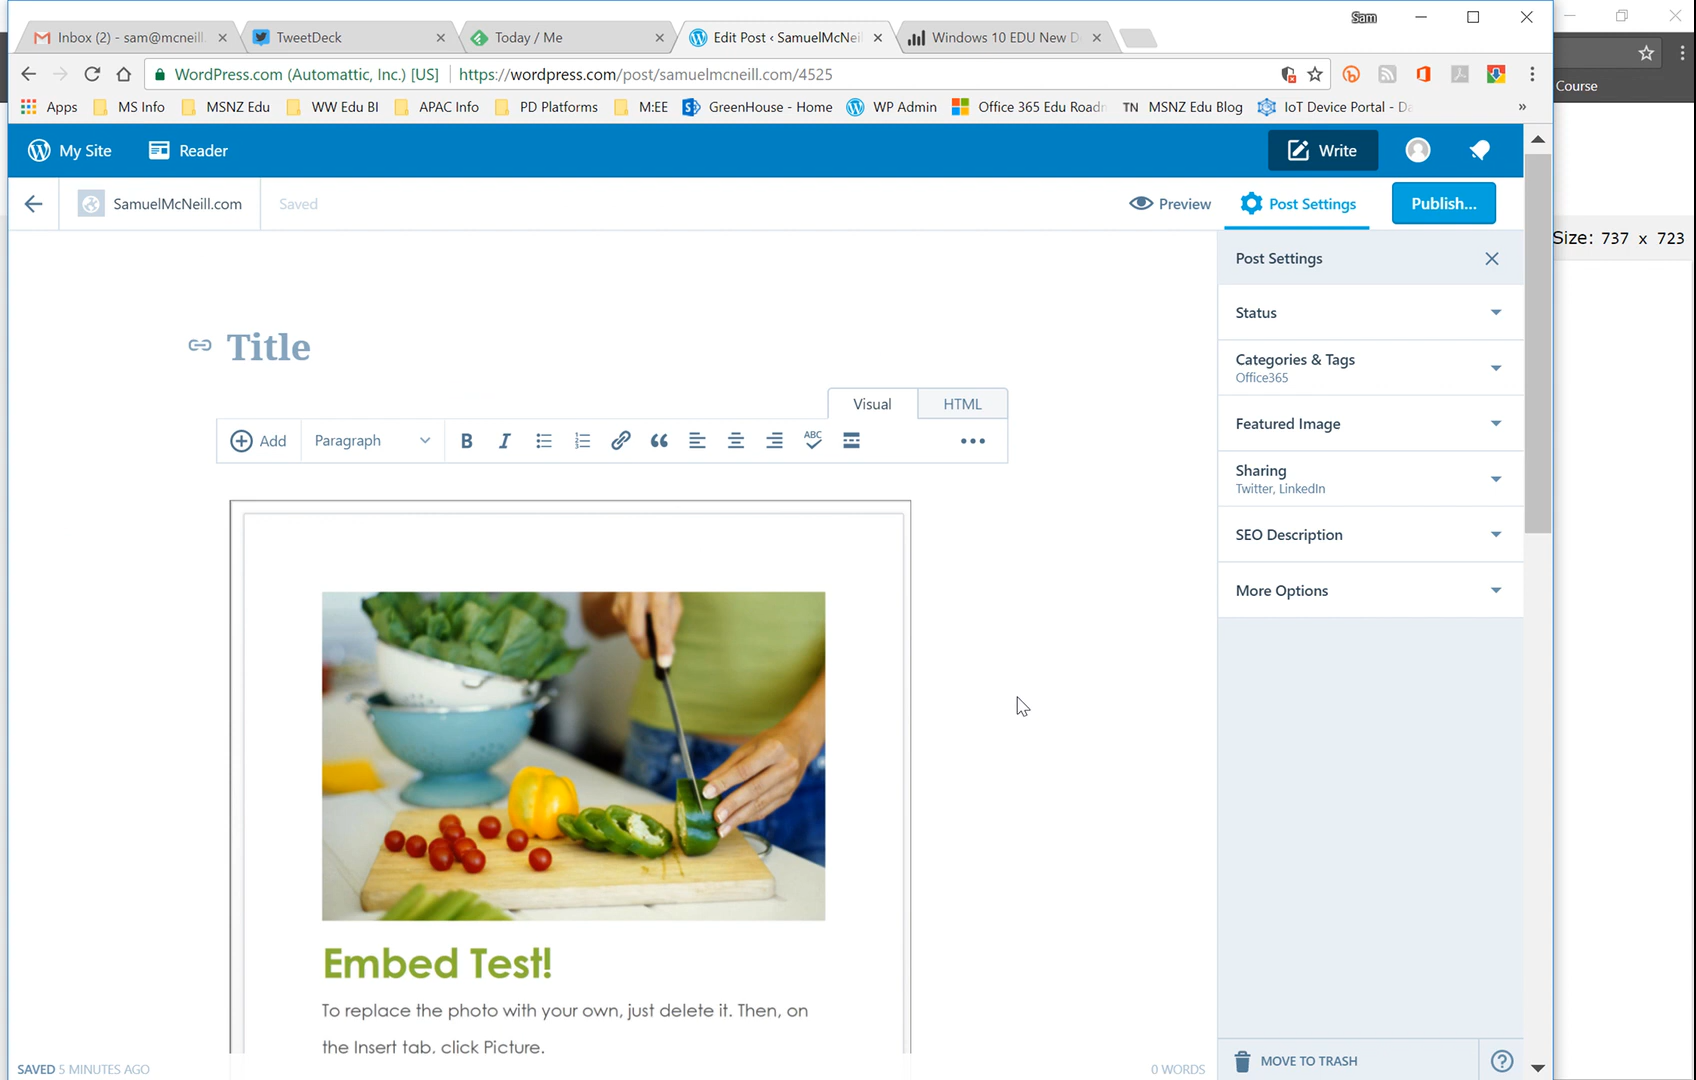 Sam
Inbox (2) - sam@mcneill.
TweetDeck
Today / Me
Edit Post ‹ SamuelMcNei
Windows 10 EDU New D
WordPress.com (Automattic, Inc.) [US]
https://wordpress.com/post/samuelmcneill.com/4525
Apps
MS Info
MSNZ Edu
WW Edu BI
APAC Info
PD Platforms
M:EE
GreenHouse - Home
WP Admin
Office 365 Edu Roadm
TN MSNZ Edu Blog
IoT Device Portal - Da
»
Course
My Site
Reader
Write
SamuelMcNeill.com
Saved
Preview
Post Settings
Publish...
Size: 737 x 723
Post Settings
Status
Categories & Tags
Office365
Featured Image
Sharing
Twitter, LinkedIn
SEO Description
More Options
Title
Visual
HTML
Add
Paragraph
B
I
ABC
Embed Test!
To replace the photo with your own, just delete it. Then, on
the Insert tab, click Picture.
SAVED 5 MINUTES AGO
0 WORDS
MOVE TO TRASH